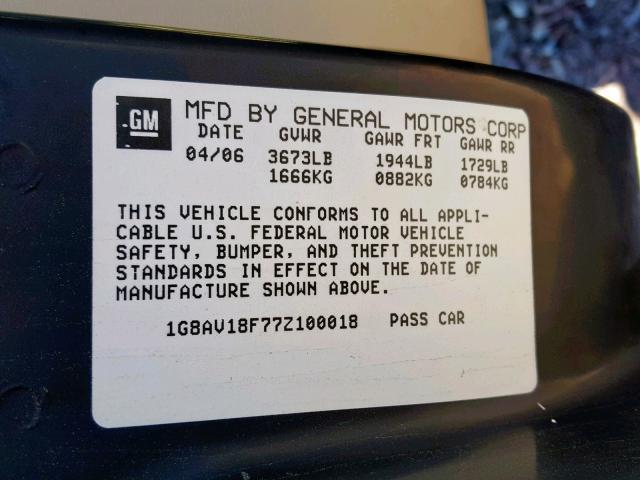 GM MFD BY GENERAL MOTORS CORP
DATE GVWR GAWR FRT GAWR RR
04/06 3673LB 1944LB 1729LB
1666KG 0882KG 0784KG
THIS VEHICLE CONFORMS TO ALL APPLI-
CABLE U.S. FEDERAL MOTOR VEHICLE
SAFETY, BUMPER, AND THEFT PREVENTION
STANDARDS IN EFFECT ON THE DATE OF
MANUFACTURE SHOWN ABOVE.
1G8AV18F77Z100018 PASS CAR